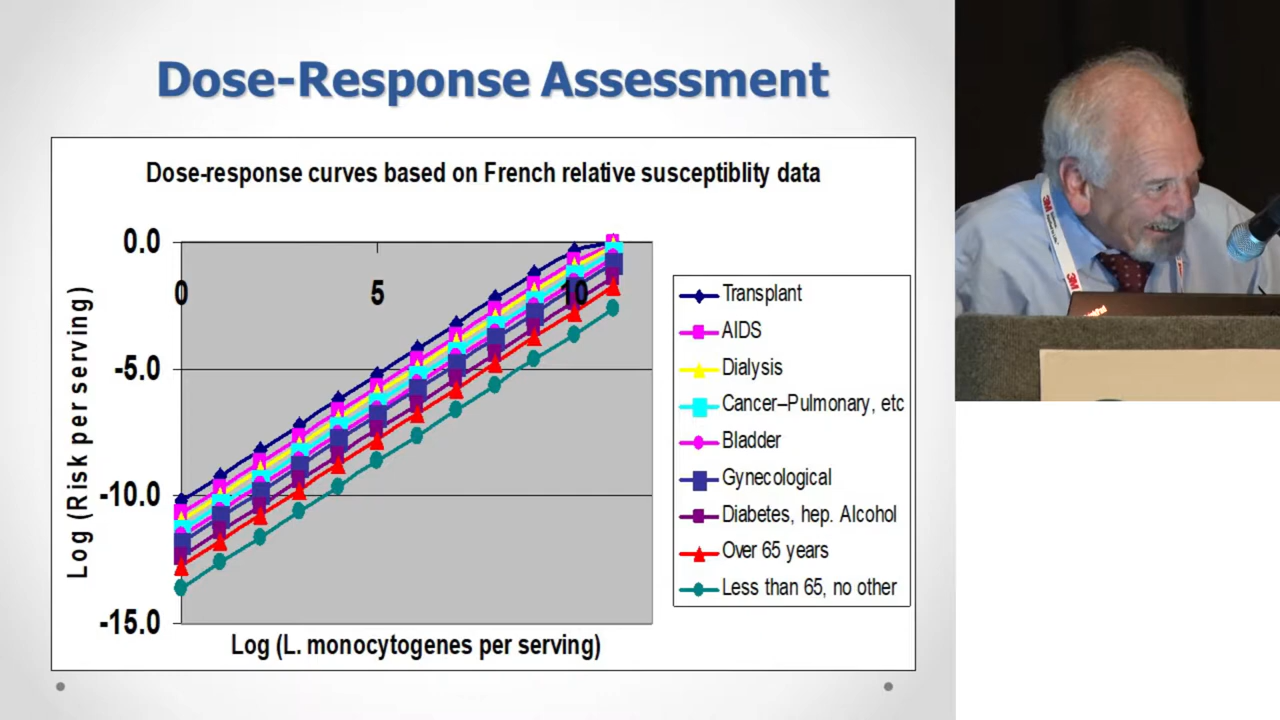 Dose-Response Assessment
Dose-response curves based on French relative susceptiblity data
0.0
0
5
10
-5.0
-10.0
-15.0
Log (Risk per serving)
Log (L. monocytogenes per serving)
Transplant
AIDS
Dialysis
Cancer–Pulmonary, etc
Bladder
Gynecological
Diabetes, hep. Alcohol
Over 65 years
Less than 65, no other
3M
3M